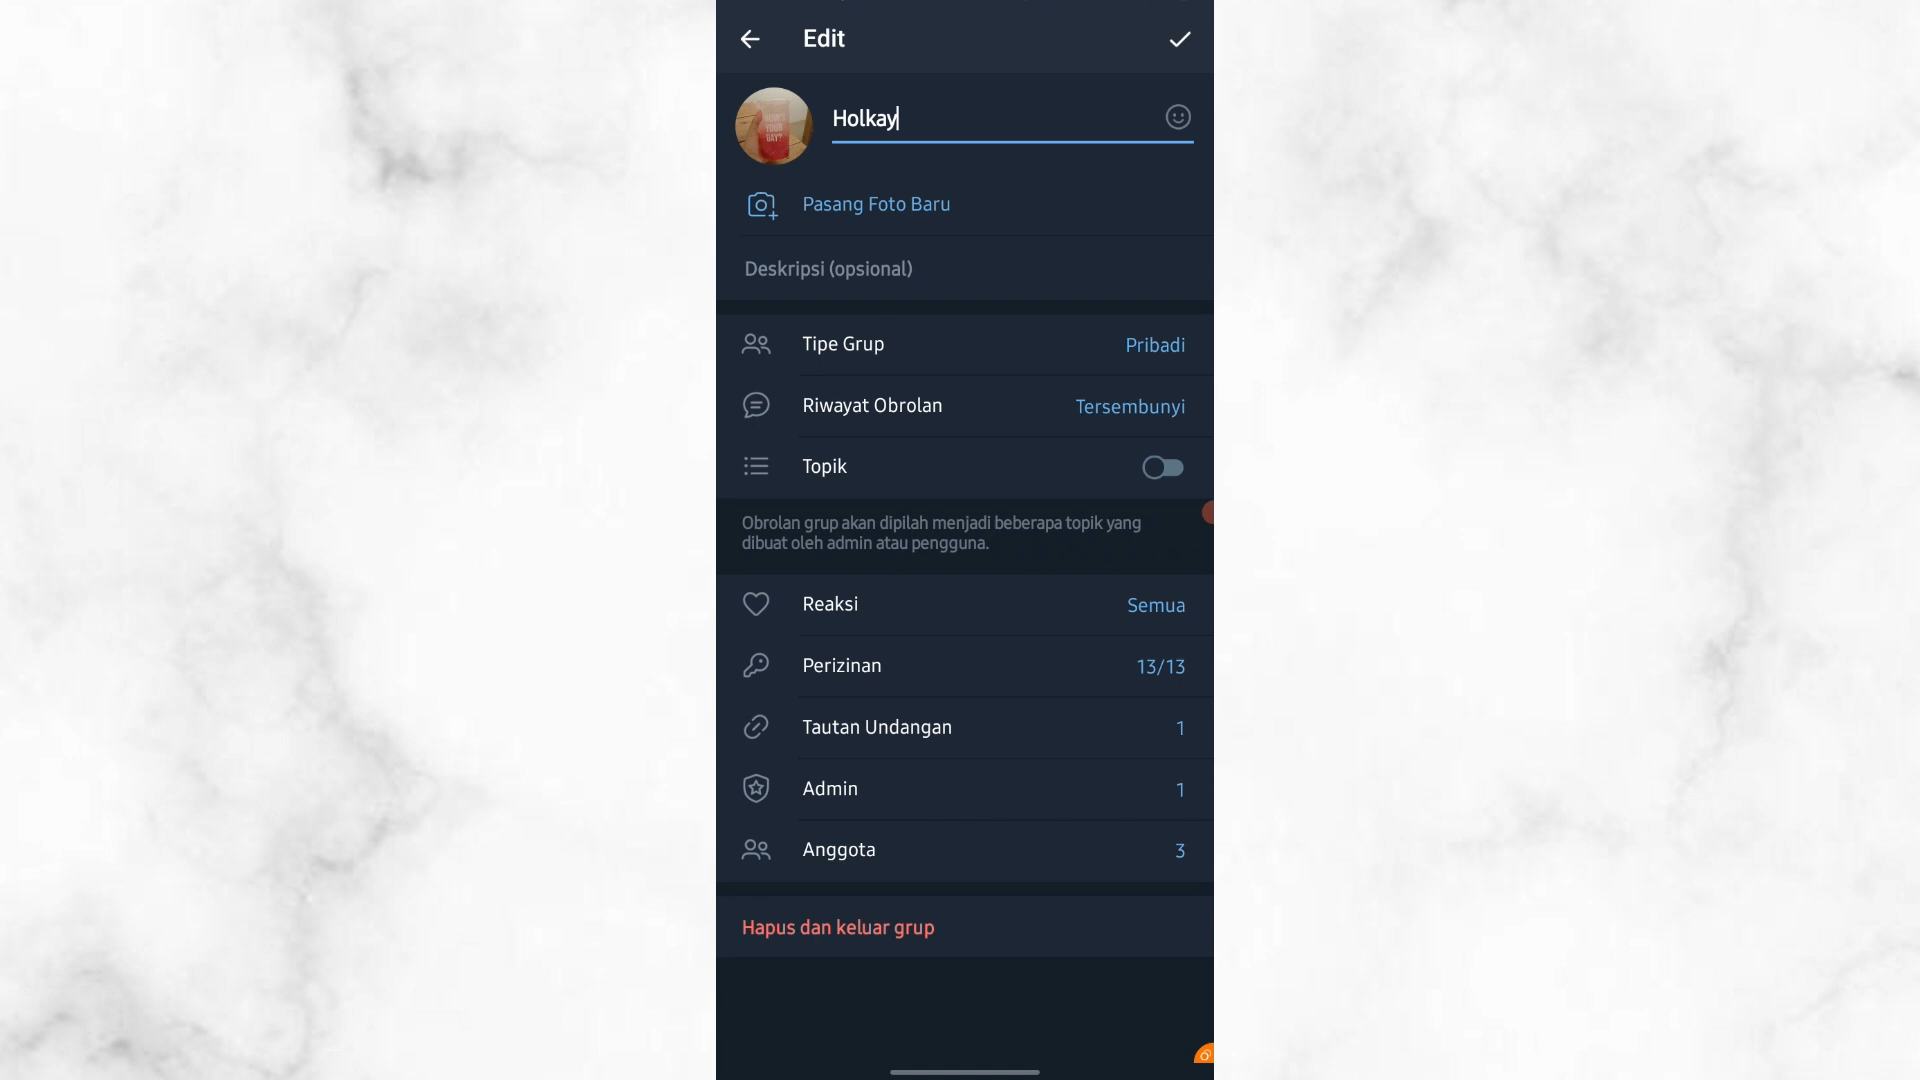 Edit
Holkay
Pasang Foto Baru
Deskripsi (opsional)
Tipe Grup Pribadi
Riwayat Obrolan Tersembunyi
Topik
Obrolan grup akan dipilah menjadi beberapa topik yang
dibuat oleh admin atau pengguna.
Reaksi Semua
Perizinan 13/13
Tautan Undangan 1
Admin 1
Anggota 3
Hapus dan keluar grup